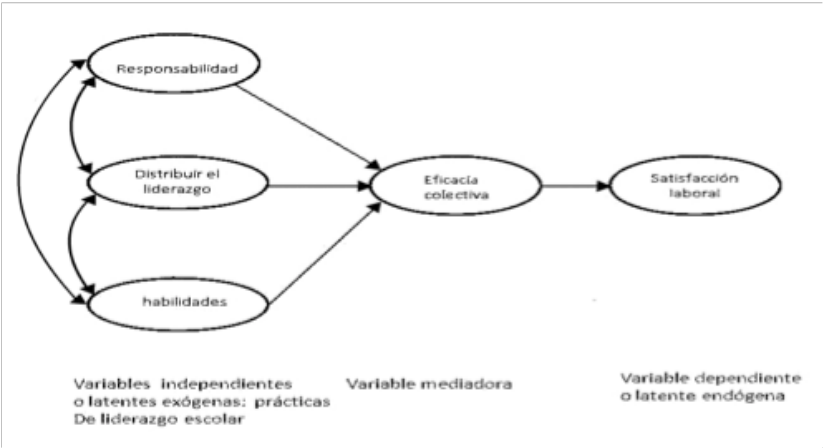 Responsabilidad
Distribuir el
liderazgo
habilidades
Eficacia
colectiva
Satisfacción
laboral
Variables independientes
o latentes exógenas: prácticas
De liderazgo escolar
Variable mediadora
Variable dependiente
o latente endógena